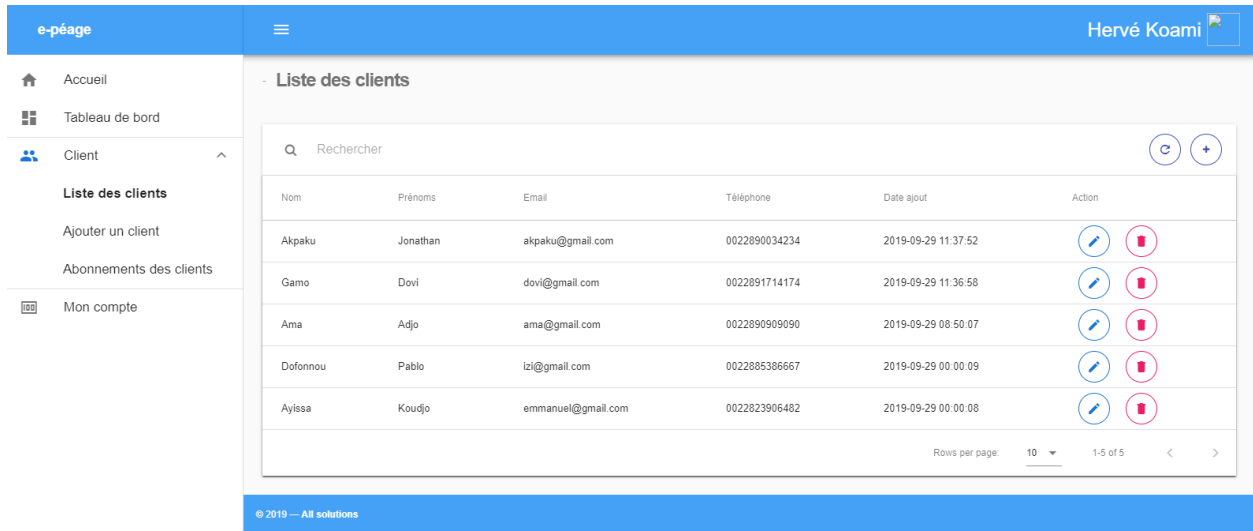 e-péage
Hervé Koami
Accueil
Tableau de bord
Client
Liste des clients
Ajouter un client
Abonnements des clients
Mon compte
- Liste des clients
Rechercher
Nom Prénoms Email Téléphone Date ajout Action
Akpaku Jonathan akpaku@gmail.com 0022890034234 2019-09-29 11:37:52
Gamo Dovi dovi@gmail.com 0022891714174 2019-09-29 11:36:58
Ama Adjo ama@gmail.com 0022890909090 2019-09-29 08:50:07
Dofonnou Pablo izi@gmail.com 0022885386667 2019-09-29 00:00:09
Ayissa Koudjo emmanuel@gmail.com 0022823906482 2019-09-29 00:00:08
Rows per page: 10 1-5 of 5
© 2019 — All solutions